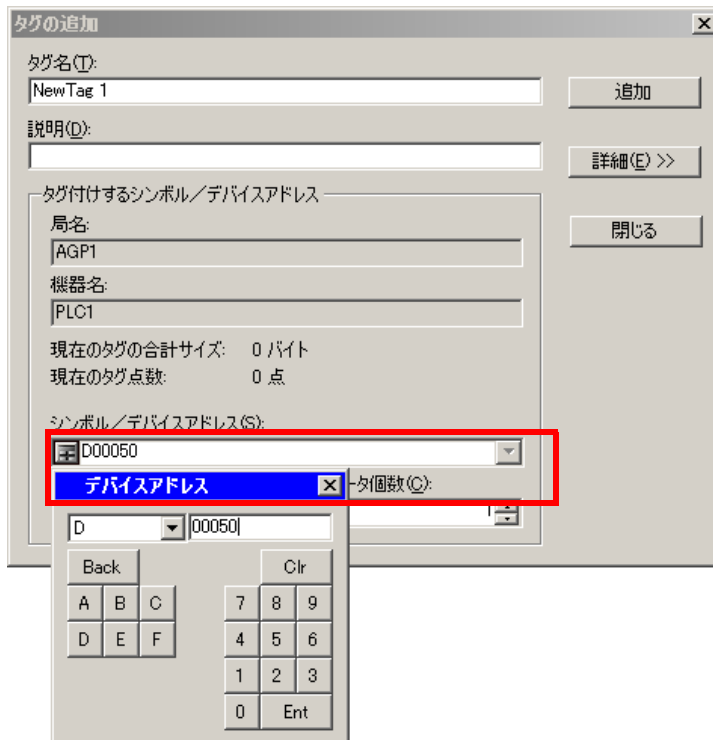 タグの追加
タグ名(T):
NewTag 1
追加
説明(D):
詳細(E) >>
タグ付けするシンボル／デバイスアドレス
局名:
AGP1
閉じる
機器名:
PLC1
現在のタグの合計サイズ: 0 バイト
現在のタグ点数: 0 点
シンボル／デバイスアドレス(S):
D00050
デバイスアドレス
ータ個数(C):
D 00050
1
Back Clr
A B C 7 8 9
D E F 4 5 6
1 2 3
0 Ent